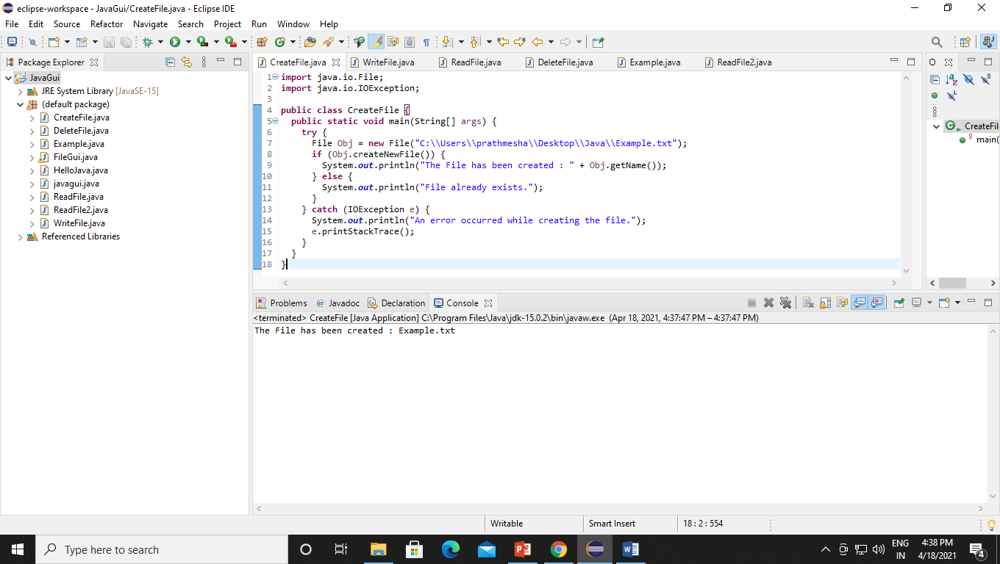 eclipse-workspace - JavaGui/CreateFile.java - Eclipse IDE
File Edit Source Refactor Navigate Search Project Run Window Help
Package Explorer
JavaGui
JRE System Library [JavaSE-15]
(default package)
CreateFile.java
DeleteFile.java
Example.java
FileGui.java
HelloJava.java
javagui.java
ReadFile.java
ReadFile2.java
WriteFile.java
Referenced Libraries
CreateFile.java WriteFile.java ReadFile.java DeleteFile.java Example.java ReadFile2.java
1 import java.io.File;
2 import java.io.IOException;
3
4 public class CreateFile {
5 public static void main(String[] args) {
6 try {
7 File Obj = new File("C:\\Users\\prathmesha\\Desktop\\Java\\Example.txt");
8 if (Obj.createNewFile()) {
9 System.out.println("The File has been created : " + Obj.getName());
10 } else {
11 System.out.println("File already exists.");
12 }
13 } catch (IOException e) {
14 System.out.println("An error occurred while creating the file.");
15 e.printStackTrace();
16 }
17 }
18 }
O
CreateFil
main(
Problems @ Javadoc Declaration Console
<terminated> CreateFile [Java Application] C:\Program Files\Java\jdk-15.0.2\bin\javaw.exe (Apr 18, 2021, 4:37:47 PM – 4:37:47 PM)
The File has been created : Example.txt
Writable Smart Insert 18 : 2 : 554
Type here to search
ENG
IN
4:38 PM
4/18/2021
4